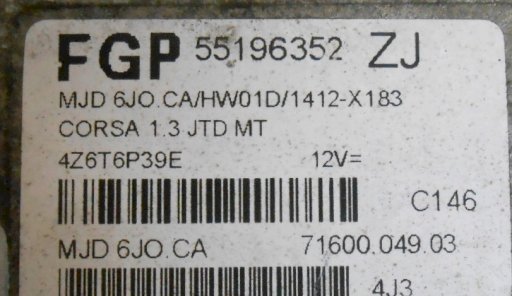 FGP 55196352 ZJ
MJD 6JO.CA/HW01D/1412-X183
CORSA 1.3 JTD MT
4Z6T6P39E 12V=
C146
MJD 6JO.CA 71600.049.03
4J3